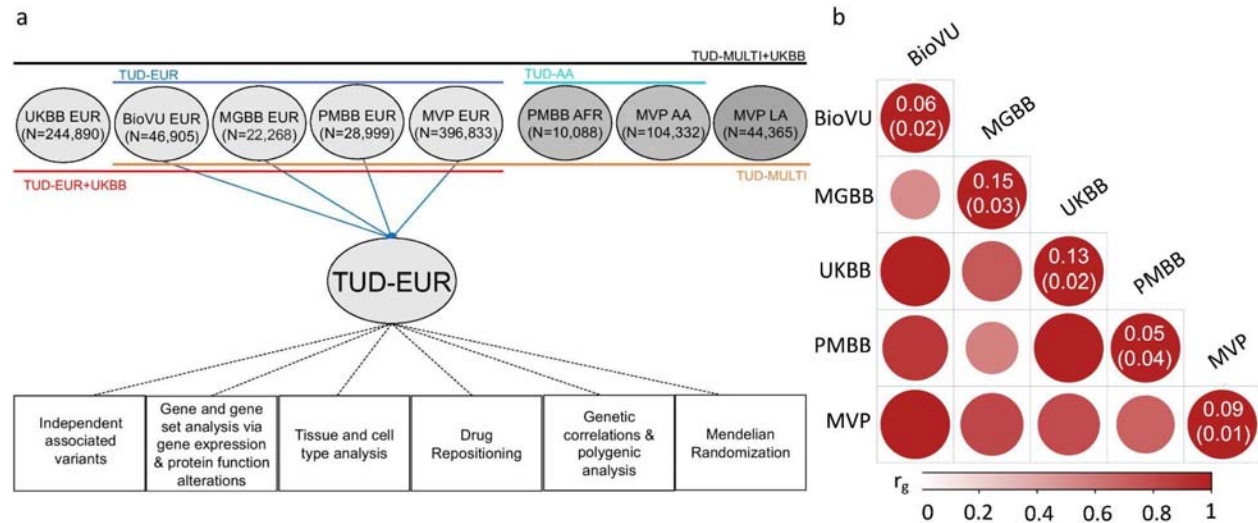 a
TUD-MULTI+UKBB
TUD-EUR
TUD-AA
UKBB EUR
(N=244,890)
BioVU EUR
(N=46,905)
MGBB EUR
(N=22,268)
PMBB EUR
(N=28,999)
MVP EUR
(N=396,833)
PMBB AFR
(N=10,088)
MVP AA
(N=104,332)
MVP LA
(N=44,365)
TUD-EUR+UKBB
TUD-MULTI
TUD-EUR
Independent
associated
variants
Gene and gene
set analysis via
gene expression
& protein function
alterations
Tissue and cell
type analysis
Drug
Repositioning
Genetic
correlations &
polygenic
analysis
Mendelian
Randomization
b
BioVU
BioVU
0.06
(0.02)
MGBB
MGBB
0.15
(0.03)
UKBB
UKBB
0.13
(0.02)
PMBB
PMBB
0.05
(0.04)
MVP
MVP
0.09
(0.01)
rg
0 0.2 0.4 0.6 0.8 1